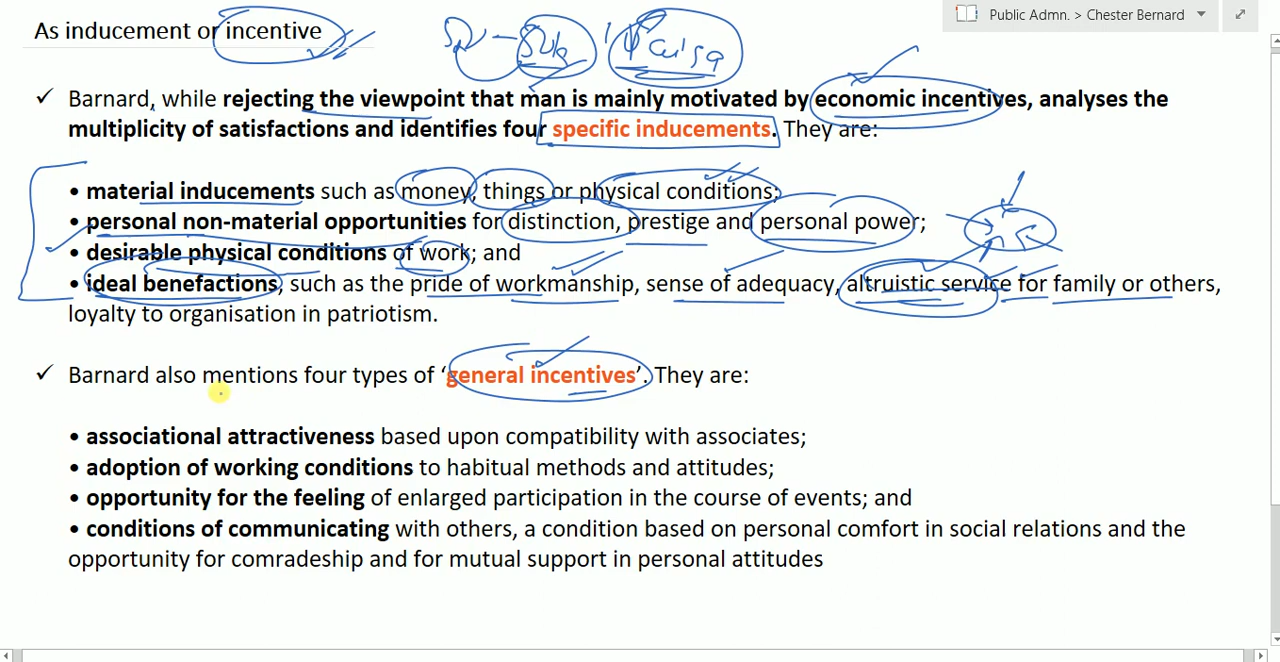 Public Admn. > Chester Bernard
As inducement or incentive
✓ Barnard, while rejecting the viewpoint that man is mainly motivated by economic incentives, analyses the
multiplicity of satisfactions and identifies four specific inducements. They are:
• material inducements such as money, things or physical conditions;
• personal non-material opportunities for distinction, prestige and personal power;
• desirable physical conditions of work; and
• ideal benefactions, such as the pride of workmanship, sense of adequacy, altruistic service for family or others,
loyalty to organisation in patriotism.
✓ Barnard also mentions four types of ‘general incentives’. They are:
• associational attractiveness based upon compatibility with associates;
• adoption of working conditions to habitual methods and attitudes;
• opportunity for the feeling of enlarged participation in the course of events; and
• conditions of communicating with others, a condition based on personal comfort in social relations and the
opportunity for comradeship and for mutual support in personal attitudes